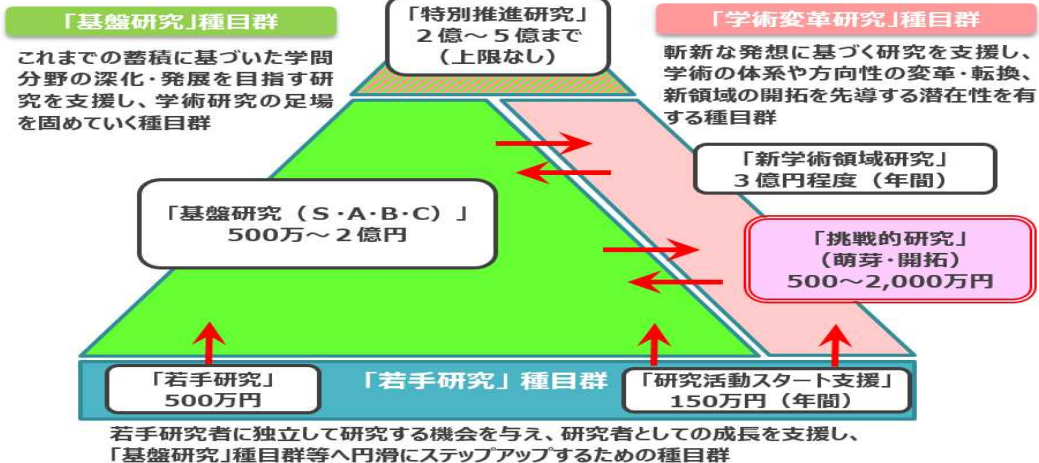 「基盤研究」種目群
これまでの蓄積に基づいた学問
分野の深化・発展を目指す研
究を支援し、学術研究の足場
を固めていく種目群
「特別推進研究」
２億～５億まで
（上限なし）
「学術変革研究」種目群
斬新な発想に基づく研究を支援し、
学術の体系や方向性の変革・転換、
新領域の開拓を先導する潜在性を有
する種目群
「新学術領域研究」
３億円程度（年間）
「基盤研究（Ｓ・Ａ・Ｂ・Ｃ）」
500万～２億円
「挑戦的研究」
（萌芽・開拓）
500～2,000万円
「若手研究」
500万円
「若手研究」種目群
「研究活動スタート支援」
150万円（年間）
若手研究者に独立して研究する機会を与え、研究者としての成長を支援し、
「基盤研究」種目群等へ円滑にステップアップするための種目群